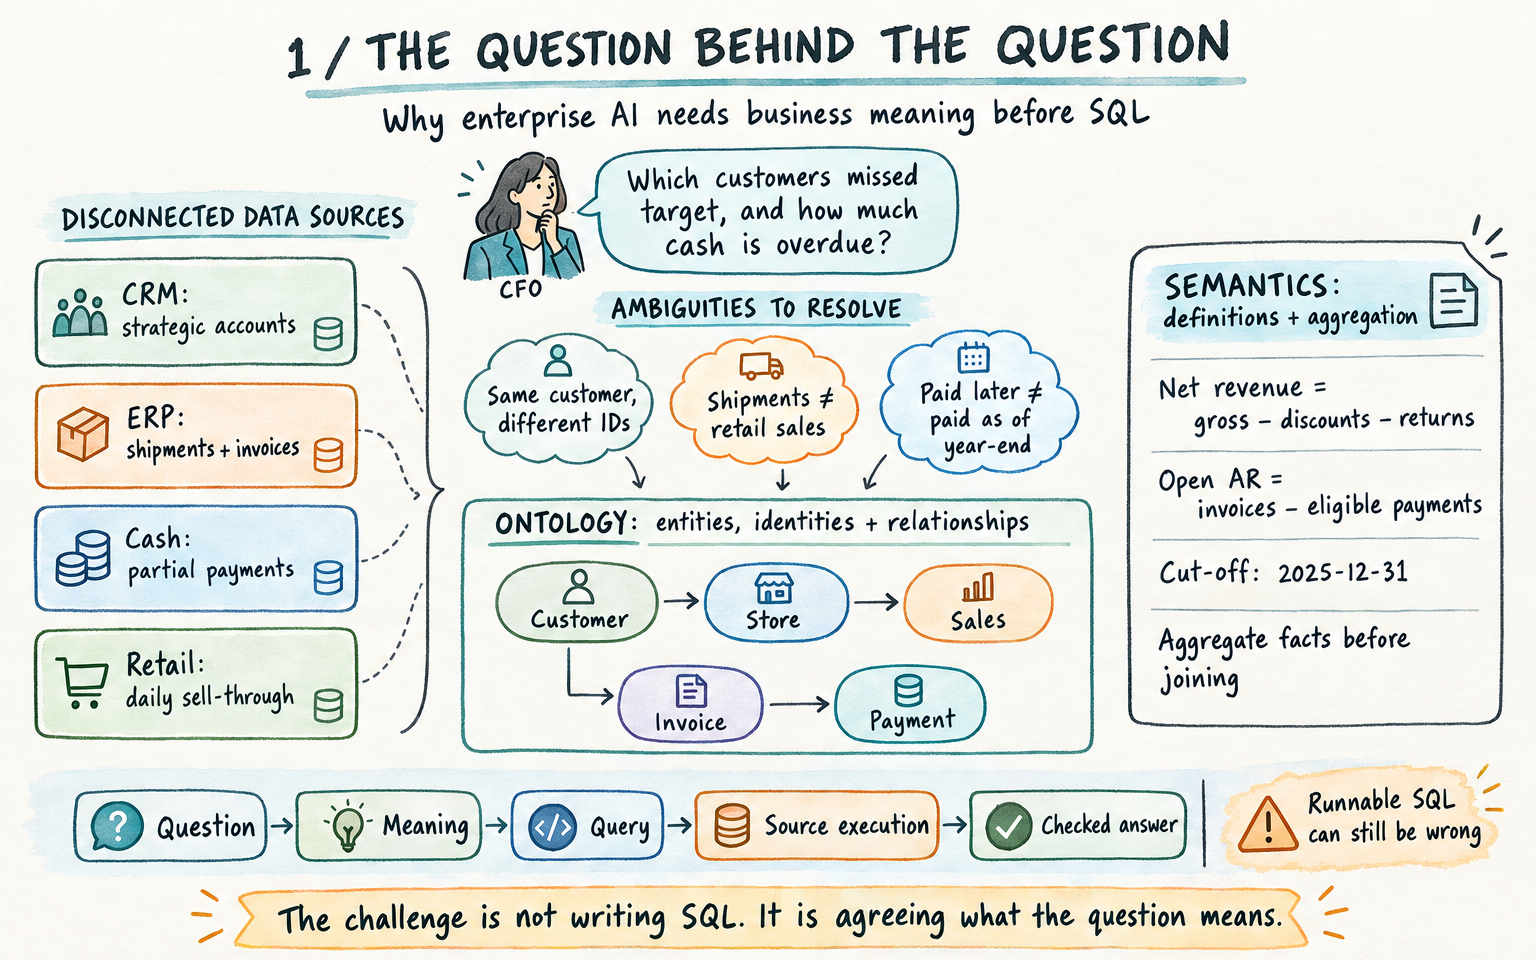 1 / THE QUESTION BEHIND THE QUESTION
Why enterprise AI needs business meaning before SQL
DISCONNECTED DATA SOURCES
CRM:
strategic accounts
ERP:
shipments + invoices
Cash:
partial payments
Retail:
daily sell-through
CFO
Which customers missed
target, and how much
cash is overdue?
AMBIGUITIES TO RESOLVE
Same customer,
different IDs
Shipments ≠
retail sales
Paid later ≠
paid as of
year-end
ONTOLOGY: entities, identities + relationships
Customer
Store
Sales
Invoice
Payment
SEMANTICS:
definitions + aggregation
Net revenue =
gross – discounts – returns
Open AR =
invoices – eligible payments
Cut-off: 2025-12-31
Aggregate facts before
joining
Question
Meaning
</> Query
Source execution
Checked answer
Runnable SQL
can still be wrong
The challenge is not writing SQL. It is agreeing what the question means.